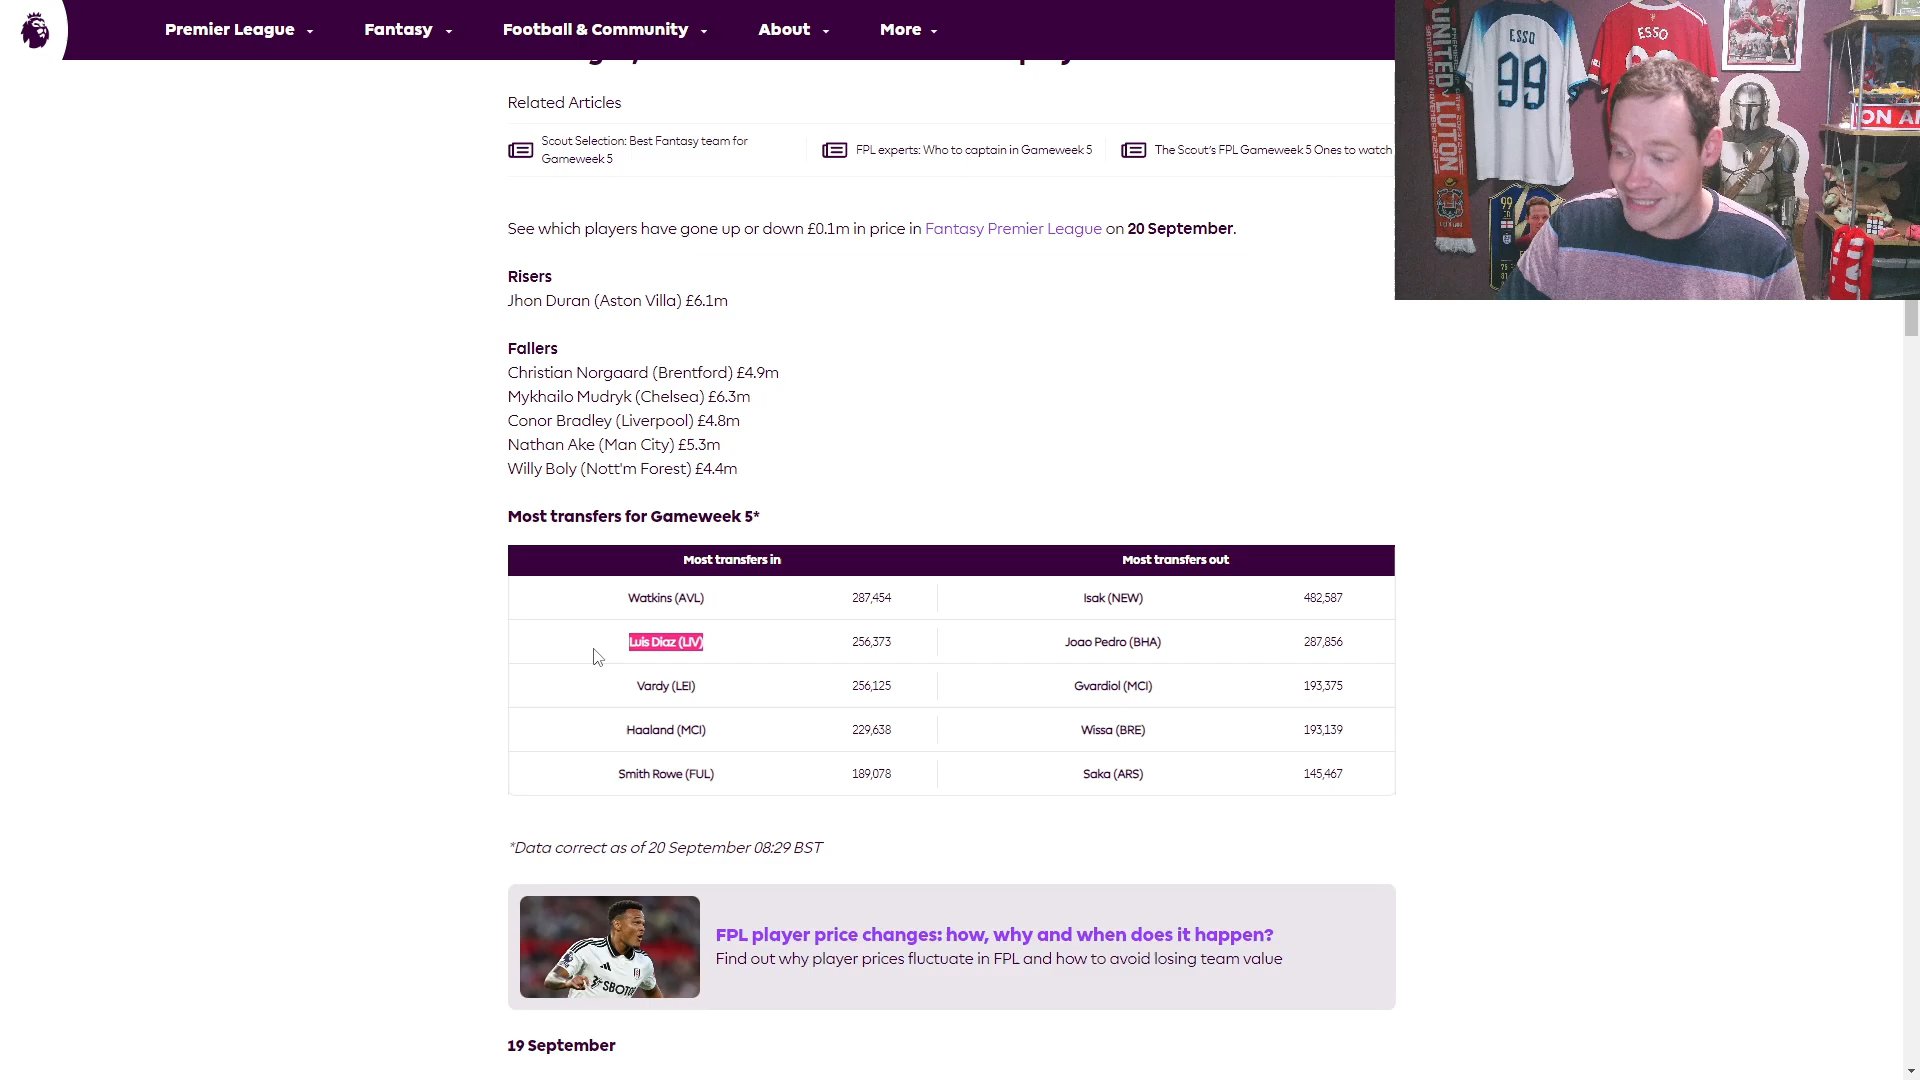 Premier League
Fantasy
Football & Community
About
More
Related Articles
Scout Selection: Best Fantasy team for
Gameweek 5
FPL experts: Who to captain in Gameweek 5
The Scout's FPL Gameweek 5 Ones to watch
See which players have gone up or down £0.1m in price in Fantasy Premier League on 20 September.
Risers
Jhon Duran (Aston Villa) £6.1m
Fallers
Christian Norgaard (Brentford) £4.9m
Mykhailo Mudryk (Chelsea) £6.3m
Conor Bradley (Liverpool) £4.8m
Nathan Ake (Man City) £5.3m
Willy Boly (Nott'm Forest) £4.4m
Most transfers for Gameweek 5*
Most transfers in Most transfers out
Watkins (AVL) 287,454 Isak (NEW) 482,587
Luis Diaz (LIV) 256,373 Joao Pedro (BHA) 287,856
Vardy (LEI) 256,125 Gvardiol (MCI) 193,375
Haaland (MCI) 229,638 Wissa (BRE) 193,139
Smith Rowe (FUL) 189,078 Saka (ARS) 145,467
*Data correct as of 20 September 08:29 BST
FPL player price changes: how, why and when does it happen?
Find out why player prices fluctuate in FPL and how to avoid losing team value
19 September
UNITED
LUTON
ESSO
99
ESSO
99